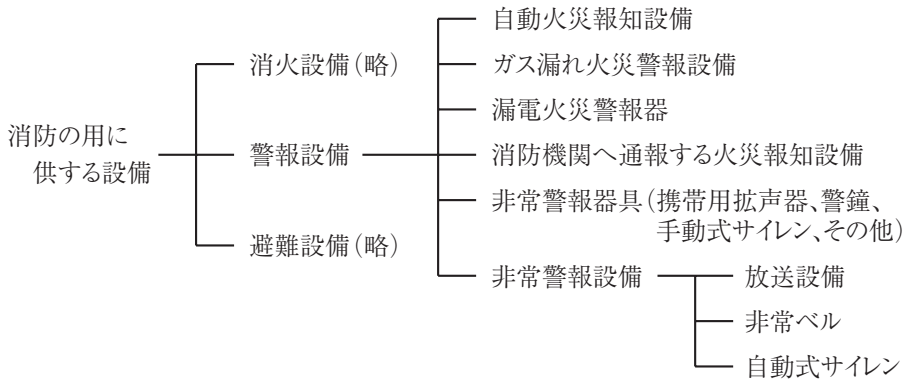 消防の用に
供する設備
消火設備（略）
警報設備
避難設備（略）
自動火災報知設備
ガス漏れ火災警報設備
漏電火災警報器
消防機関へ通報する火災報知設備
非常警報器具（携帯用拡声器、警鐘、
手動式サイレン、その他）
非常警報設備
放送設備
非常ベル
自動式サイレン